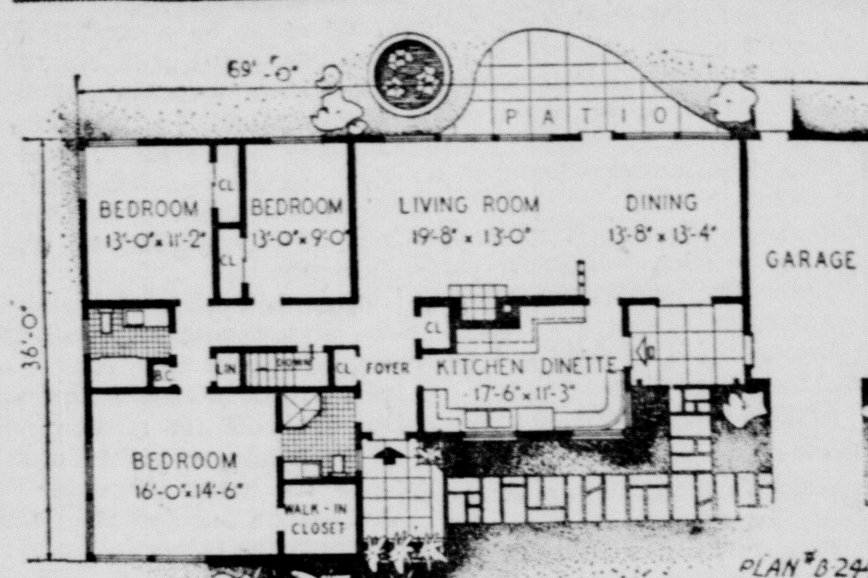 69'-0"
PATIO
CL
BEDROOM
13'-0" x 11'-2"
CL
BEDROOM
13'-0" x 9'-0"
LIVING ROOM
19'-8" x 13'-0"
DINING
13'-8" x 13'-4"
GARAGE
36'-0"
CL
B.C.
LIN
DOWN
CL
FOYER
KITCHEN DINETTE
17'-6" x 11'-3"
BEDROOM
16'-0" x 14'-6"
WALK-IN
CLOSET
PLAN # B-24